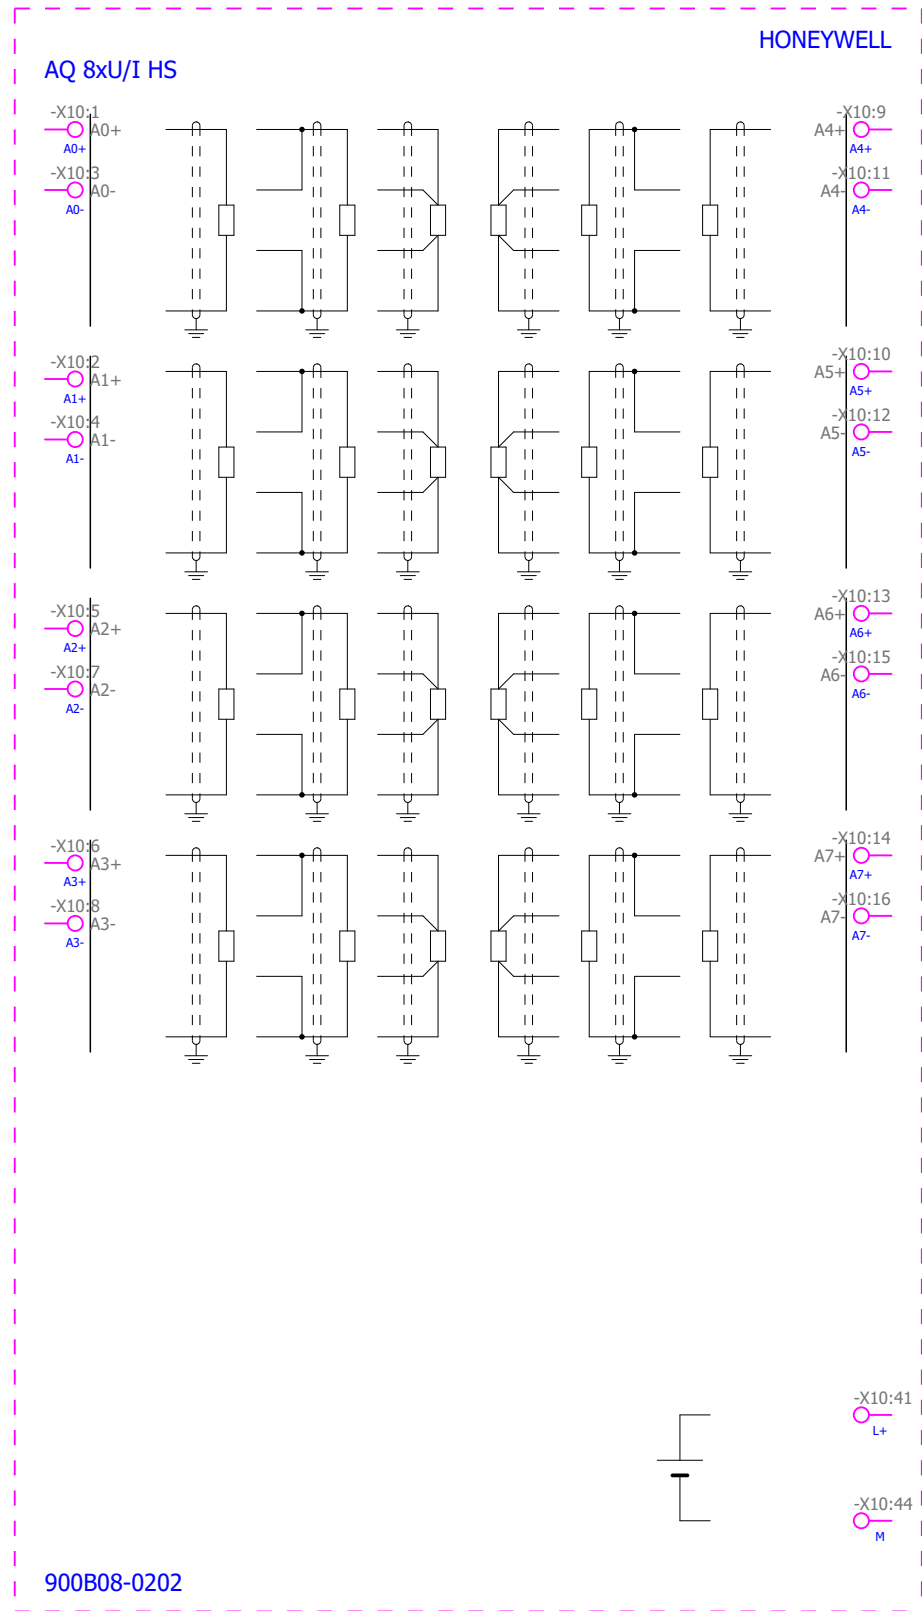 HONEYWELL
AQ 8xU/I HS
-X10:1
A0+
A0+
-X10:3
A0-
A0-
-X10:9
A4+
A4+
-X10:11
A4-
A4-
-X10:2
A1+
A1+
-X10:4
A1-
A1-
-X10:10
A5+
A5+
-X10:12
A5-
A5-
-X10:5
A2+
A2+
-X10:7
A2-
A2-
-X10:13
A6+
A6+
-X10:15
A6-
A6-
-X10:6
A3+
A3+
-X10:8
A3-
A3-
-X10:14
A7+
A7+
-X10:16
A7-
A7-
-X10:41
L+
-X10:44
M
900B08-0202